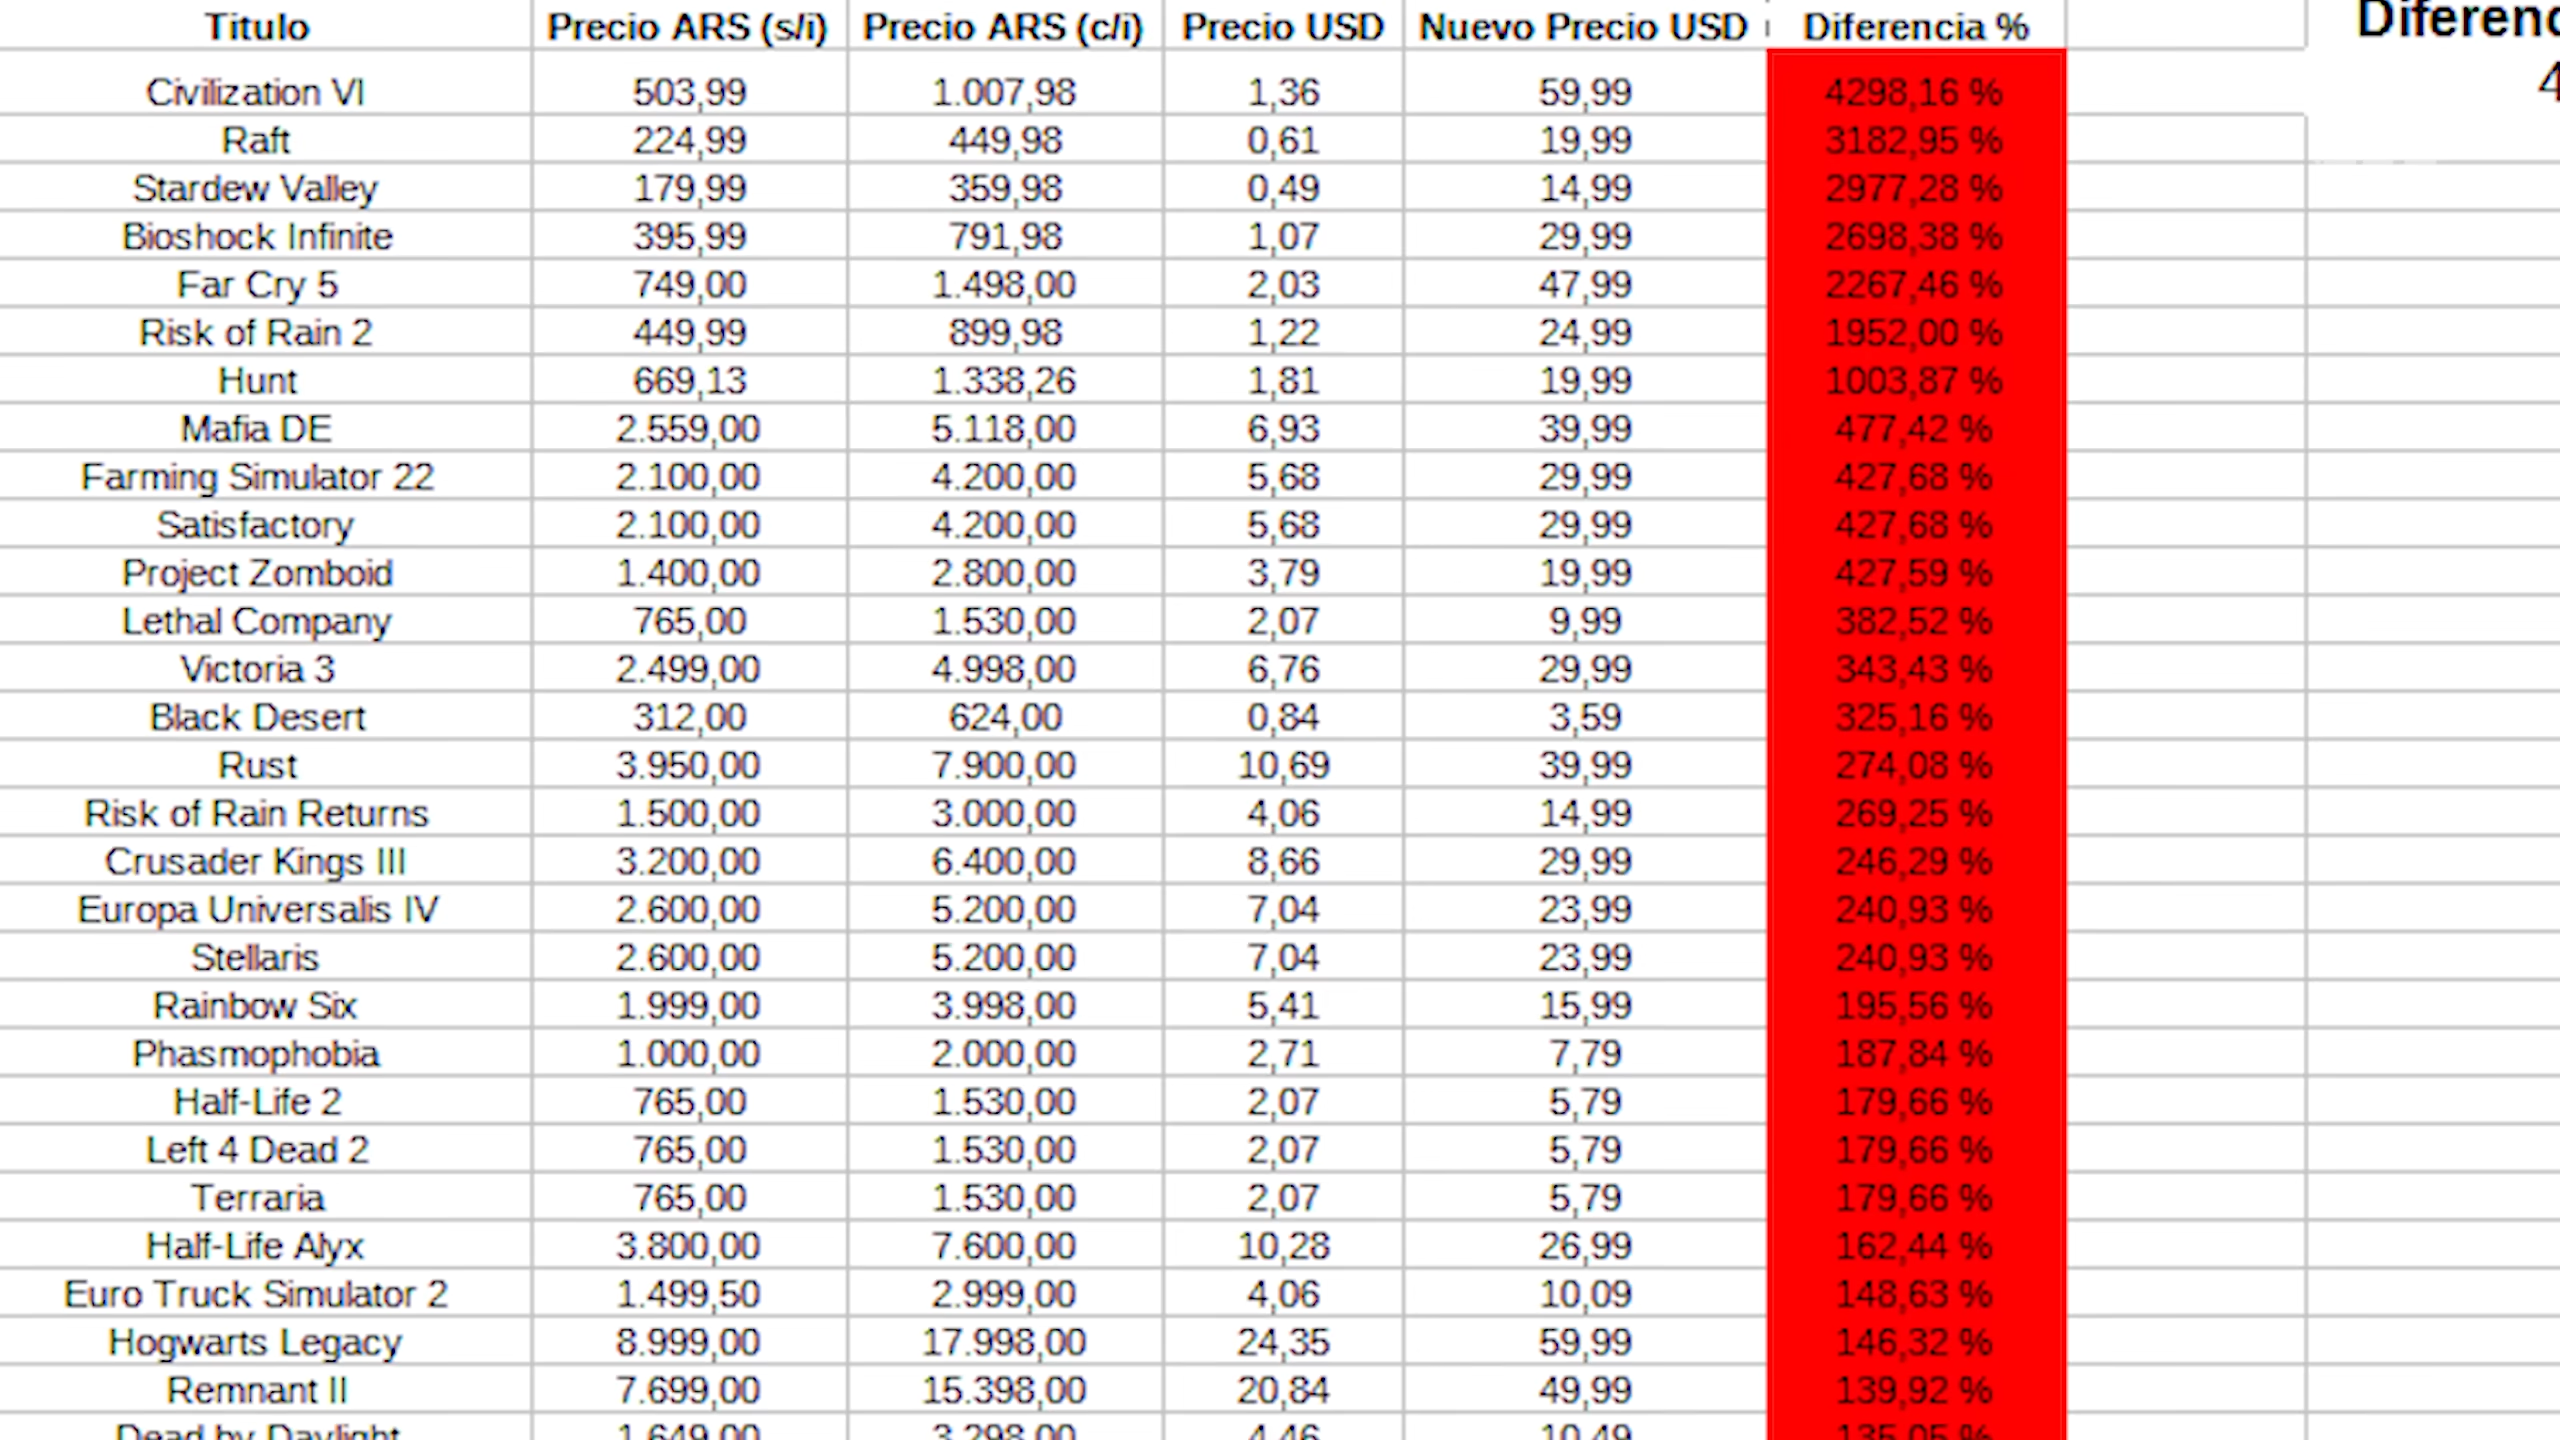 Titulo Precio ARS (s/i) Precio ARS (c/i) Precio USD Nuevo Precio USD Diferencia %
Civilization VI 503,99 1.007,98 1,36 59,99 4298,16 %
Raft 224,99 449,98 0,61 19,99 3182,95 %
Stardew Valley 179,99 359,98 0,49 14,99 2977,28 %
Bioshock Infinite 395,99 791,98 1,07 29,99 2698,38 %
Far Cry 5 749,00 1.498,00 2,03 47,99 2267,46 %
Risk of Rain 2 449,99 899,98 1,22 24,99 1952,00 %
Hunt 669,13 1.338,26 1,81 19,99 1003,87 %
Mafia DE 2.559,00 5.118,00 6,93 39,99 477,42 %
Farming Simulator 22 2.100,00 4.200,00 5,68 29,99 427,68 %
Satisfactory 2.100,00 4.200,00 5,68 29,99 427,68 %
Project Zomboid 1.400,00 2.800,00 3,79 19,99 427,59 %
Lethal Company 765,00 1.530,00 2,07 9,99 382,52 %
Victoria 3 2.499,00 4.998,00 6,76 29,99 343,43 %
Black Desert 312,00 624,00 0,84 3,59 325,16 %
Rust 3.950,00 7.900,00 10,69 39,99 274,08 %
Risk of Rain Returns 1.500,00 3.000,00 4,06 14,99 269,25 %
Crusader Kings III 3.200,00 6.400,00 8,66 29,99 246,29 %
Europa Universalis IV 2.600,00 5.200,00 7,04 23,99 240,93 %
Stellaris 2.600,00 5.200,00 7,04 23,99 240,93 %
Rainbow Six 1.999,00 3.998,00 5,41 15,99 195,56 %
Phasmophobia 1.000,00 2.000,00 2,71 7,79 187,84 %
Half-Life 2 765,00 1.530,00 2,07 5,79 179,66 %
Left 4 Dead 2 765,00 1.530,00 2,07 5,79 179,66 %
Terraria 765,00 1.530,00 2,07 5,79 179,66 %
Half-Life Alyx 3.800,00 7.600,00 10,28 26,99 162,44 %
Euro Truck Simulator 2 1.499,50 2.999,00 4,06 10,09 148,63 %
Hogwarts Legacy 8.999,00 17.998,00 24,35 59,99 146,32 %
Remnant II 7.699,00 15.398,00 20,84 49,99 139,92 %
Dead by Daylight 1.649,00 3.298,00 4,46 10,49 135,05 %